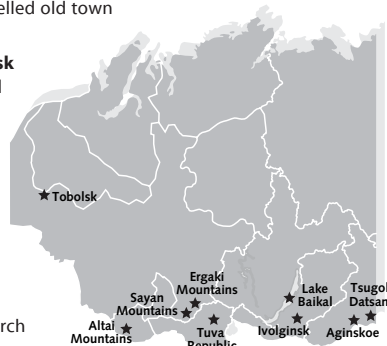 elled old town
sk
Tobolsk
Ergaki
Mountains
Sayan
Mountains
Altai
Mountains
Tuva
Republic
Lake
Baikal
Ivolginsk
Tsugol
Datsan
Aginskoe
rch